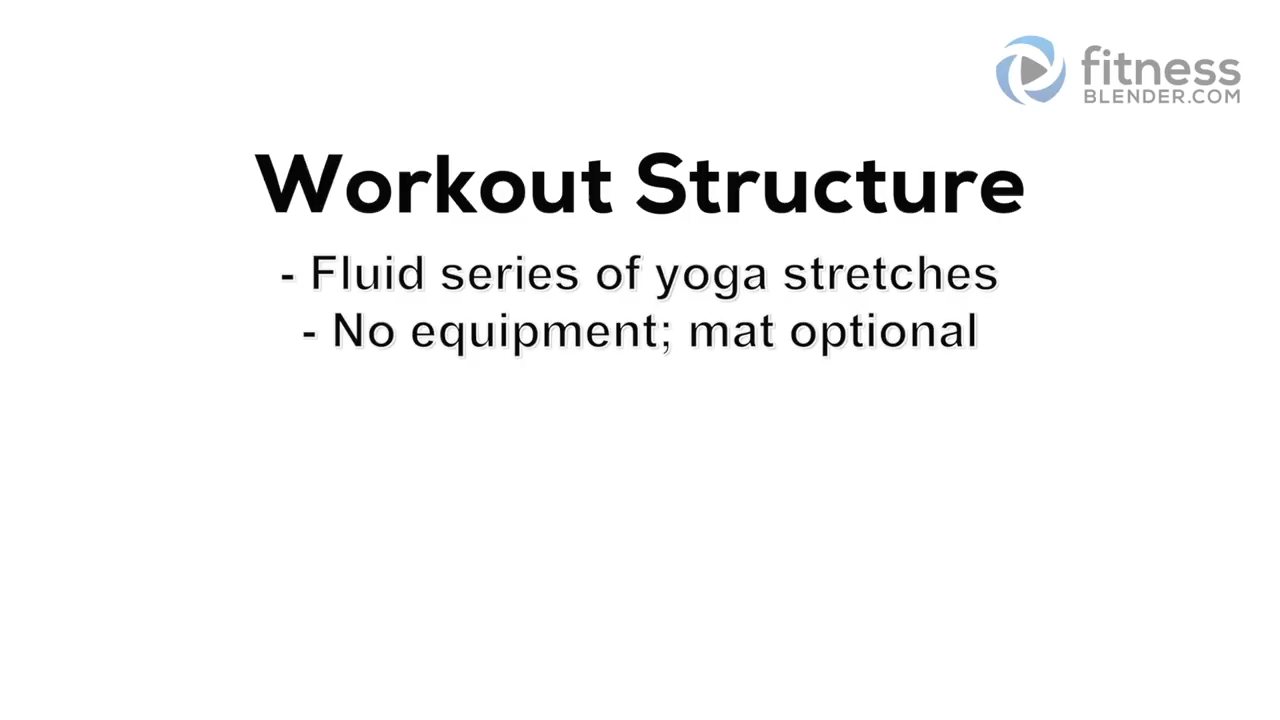 fitness
BLENDER.COM
Workout Structure
- Fluid series of yoga stretches
- No equipment; mat optional